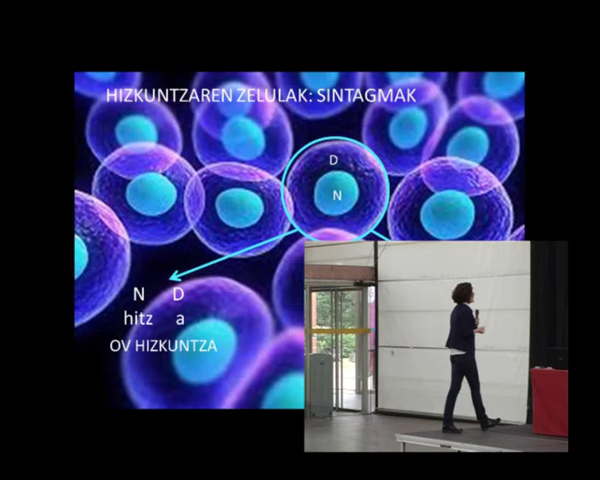 HIZKUNTZAREN ZELULAK: SINTAGMAK
D
N
N D
hitz a
OV HIZKUNTZA